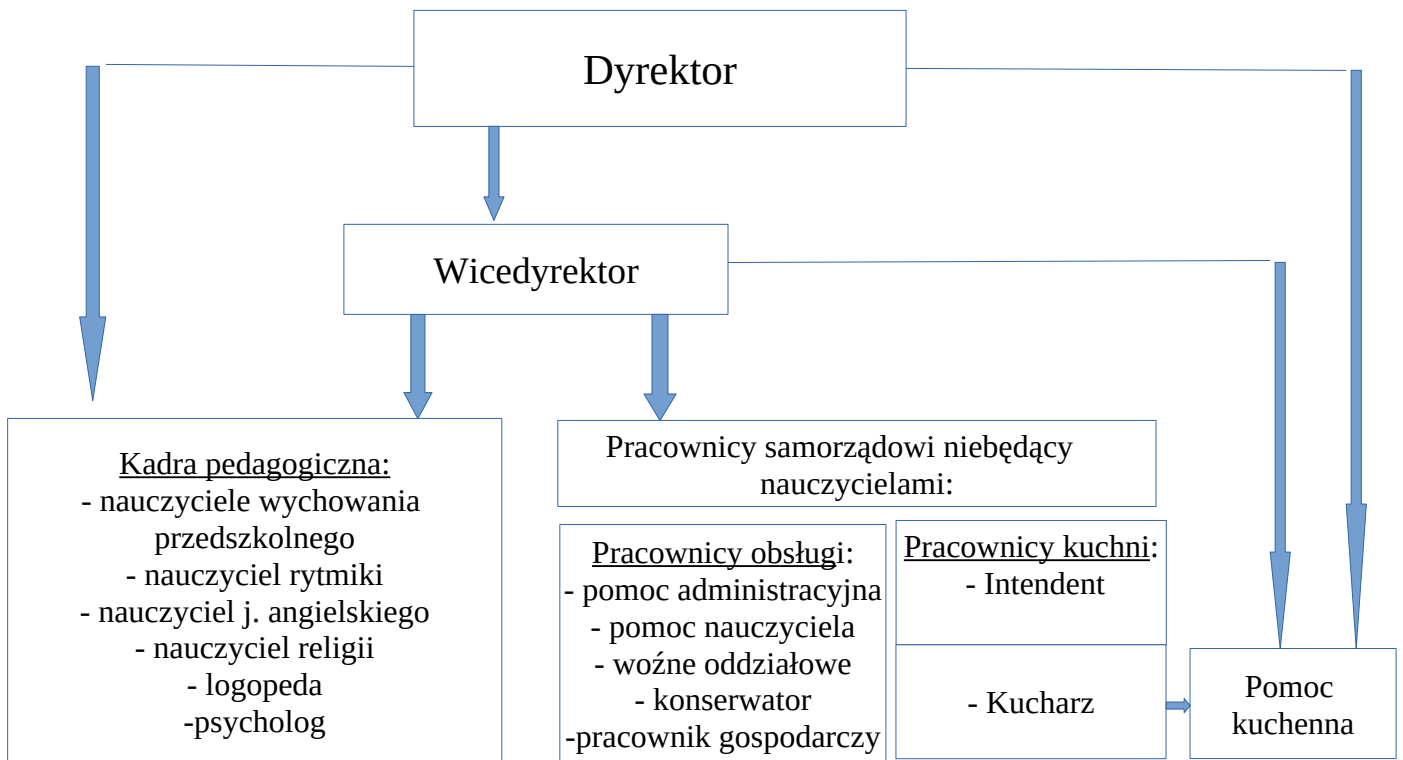 Dyrektor
Wicedyrektor
Kadra pedagogiczna:
- nauczyciele wychowania
przedszkolnego
- nauczyciel rytmiki
- nauczyciel j. angielskiego
- nauczyciel religii
- logopeda
-psycholog
Pracownicy samorządowi niebędący
nauczycielami:
Pracownicy obsługi:
- pomoc administracyjna
- pomoc nauczyciela
- woźne oddziałowe
- konserwator
-pracownik gospodarczy
Pracownicy kuchni:
- Intendent
- Kucharz
Pomoc
kuchenna